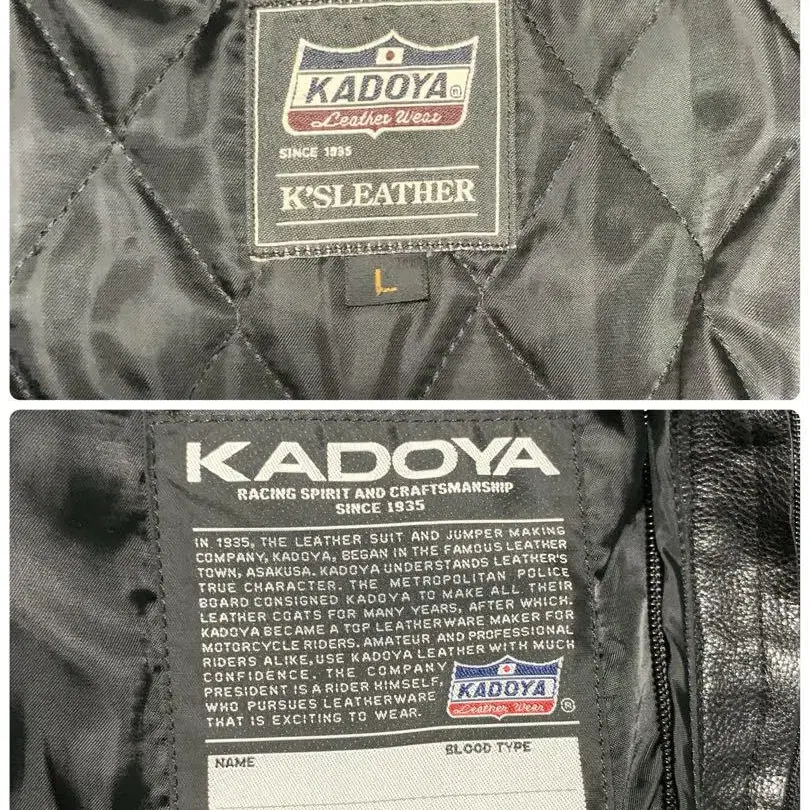 KADOYA®
Leather Wear
SINCE 1935
K'SLEATHER
L
KADOYA
RACING SPIRIT AND CRAFTSMANSHIP
SINCE 1935
IN 1935, THE LEATHER SUIT AND JUMPER MAKING
COMPANY, KADOYA, BEGAN IN THE FAMOUS LEATHER
TOWN, ASAKUSA. KADOYA UNDERSTANDS LEATHER'S
TRUE CHARACTER. THE METROPOLITAN POLICE
BOARD CONSIGNED KADOYA TO MAKE ALL THEIR
LEATHER COATS FOR MANY YEARS, AFTER WHICH.
KADOYA BECAME A TOP LEATHERWARE MAKER FOR
MOTORCYCLE RIDERS. AMATEUR AND PROFESSIONAL
RIDERS ALIKE, USE KADOYA LEATHER WITH MUCH
CONFIDENCE. THE COMPANY
PRESIDENT IS A RIDER HIMSELF,
WHO PURSUES LEATHERWARE
THAT IS EXCITING TO WEAR.
KADOYA
Leather Wear ®
NAME
BLOOD TYPE